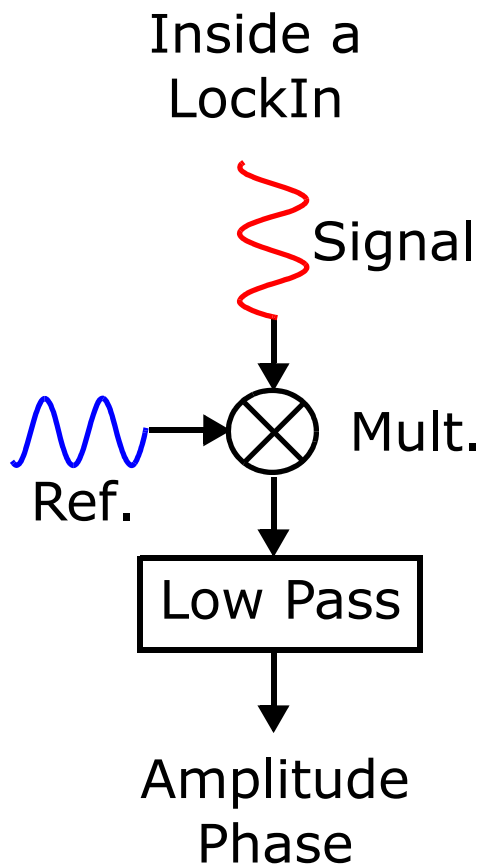 Inside a
LockIn
Signal
Mult.
Ref.
Low Pass
Amplitude
Phase